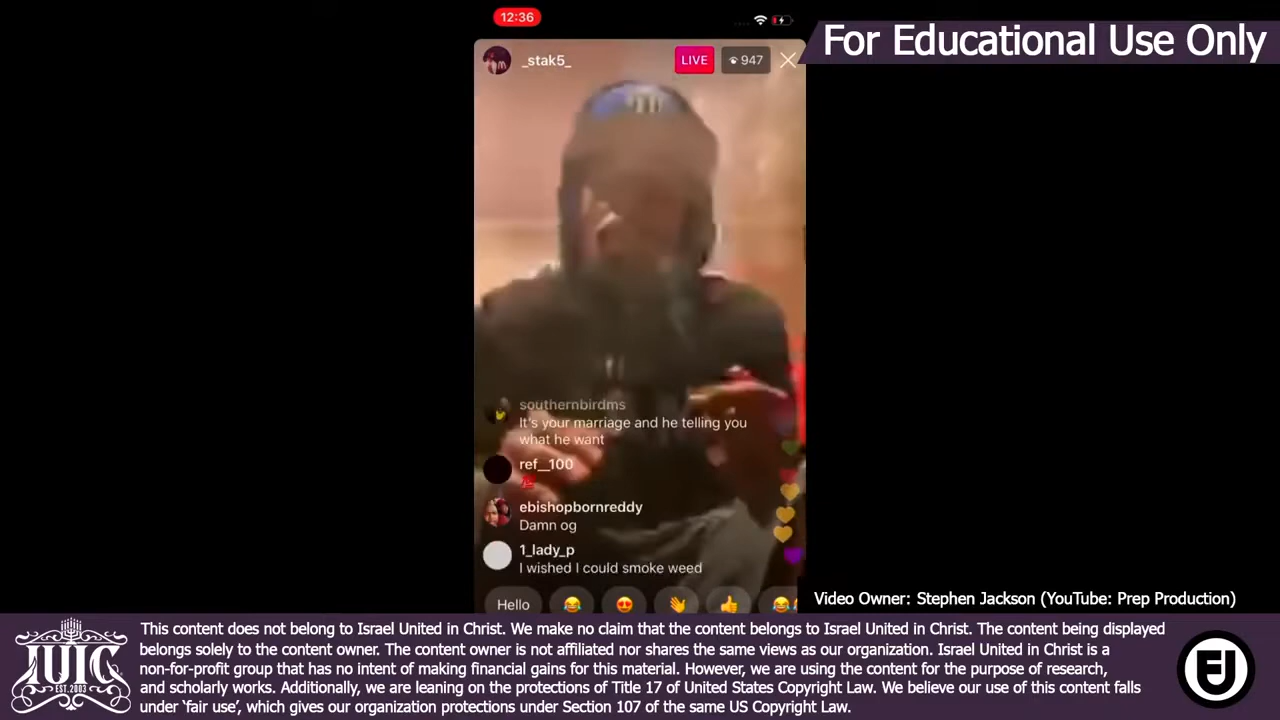 12:36
For Educational Use Only
_stak5_
LIVE
947
southernbirdms
It's your marriage and he telling you
what he want
ref__100
ebishopbornreddy
Damn og
1_lady_p
I wished I could smoke weed
Hello
Video Owner: Stephen Jackson (YouTube: Prep Production)
IUIC
EST. 2003
This content does not belong to Israel United in Christ. We make no claim that the content belongs to Israel United in Christ. The content being displayed
belongs solely to the content owner. The content owner is not affiliated nor shares the same views as our organization. Israel United in Christ is a
non-for-profit group that has no intent of making financial gains for this material. However, we are using the content for the purpose of research,
and scholarly works. Additionally, we are leaning on the protections of Title 17 of United States Copyright Law. We believe our use of this content falls
under 'fair use', which gives our organization protections under Section 107 of the same US Copyright Law.